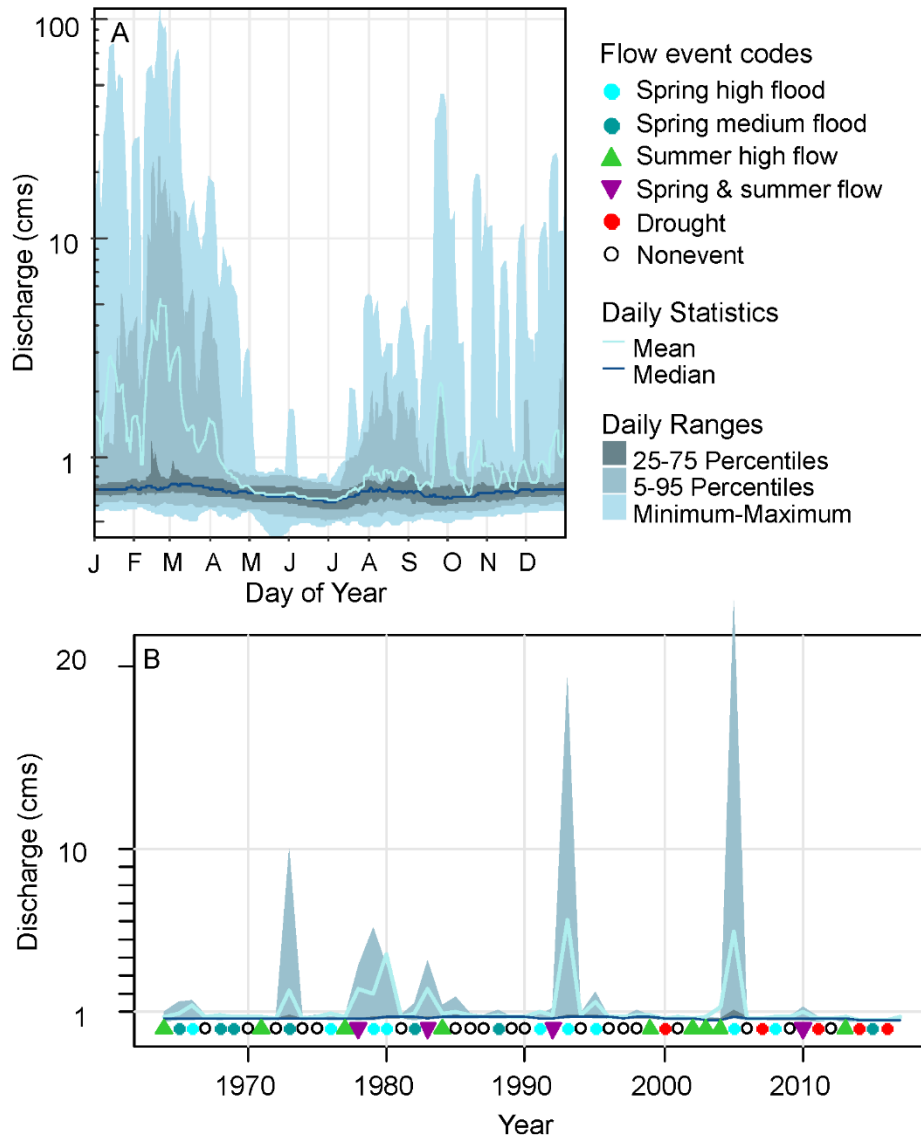 A
100
10
1
Discharge (cms)
J F M A M J J A S O N D
Day of Year
Flow event codes
Spring high flood
Spring medium flood
Summer high flow
Spring & summer flow
Drought
Nonevent
Daily Statistics
Mean
Median
Daily Ranges
25-75 Percentiles
5-95 Percentiles
Minimum-Maximum
B
20
10
1
Discharge (cms)
1970 1980 1990 2000 2010
Year